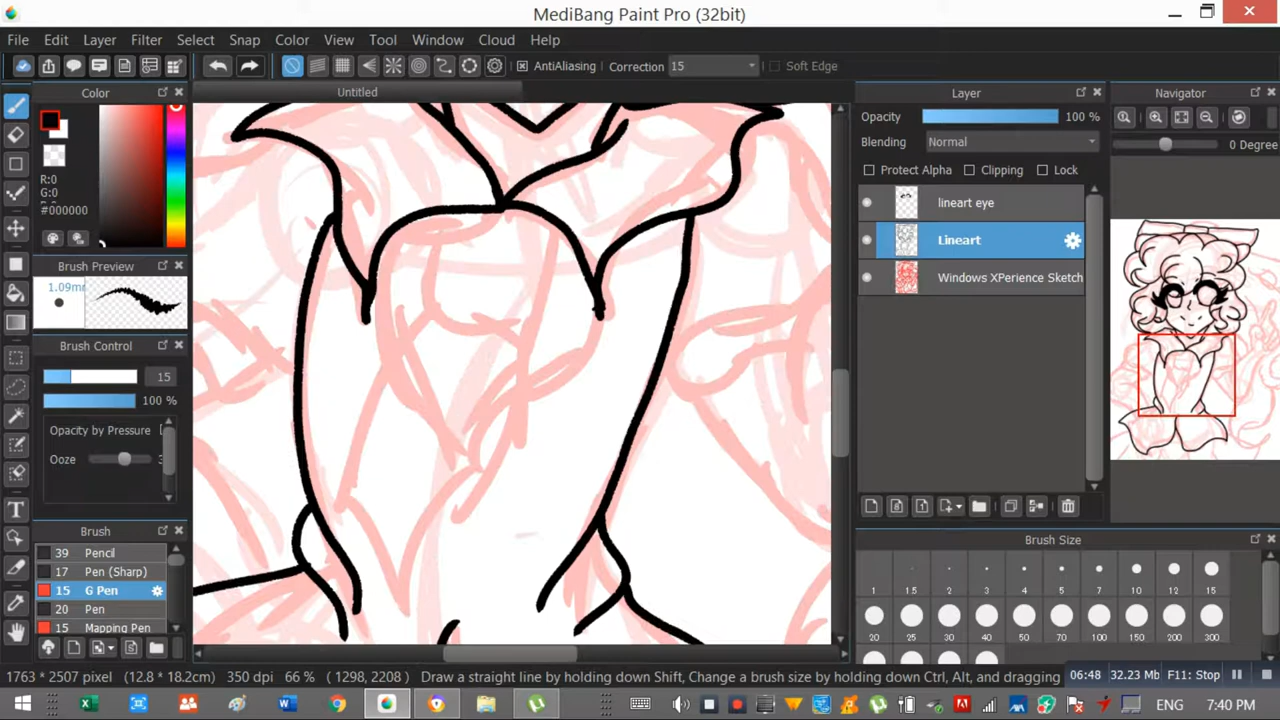 MediBang Paint Pro (32bit)
File Edit Layer Filter Select Snap Color View Tool Window Cloud Help
AntiAliasing Correction 15 Soft Edge
Untitled
Color
R:0
G:0
#000000
Brush Preview
1.09m
Brush Control
15
100 %
Opacity by Pressure
Ooze
Brush
39 Pencil
17 Pen (Sharp)
15 G Pen
20 Pen
15 Mapping Pen
Layer
Opacity 100 %
Blending Normal
Protect Alpha Clipping Lock
lineart eye
Lineart
Windows XPerience Sketch
Navigator
0 Degree
Brush Size
1 1.5 2 3 4 5 7 10 12 15
20 25 30 40 50 70 100 150 200 300
1763 * 2507 pixel (12.8 * 18.2cm) 350 dpi 66 % ( 1298, 2208 ) Draw a straight line by holding down Shift, Change a brush size by holding down Ctrl, Alt, and dragging
06:48 32.23 MB F11: Stop
ENG 7:40 PM